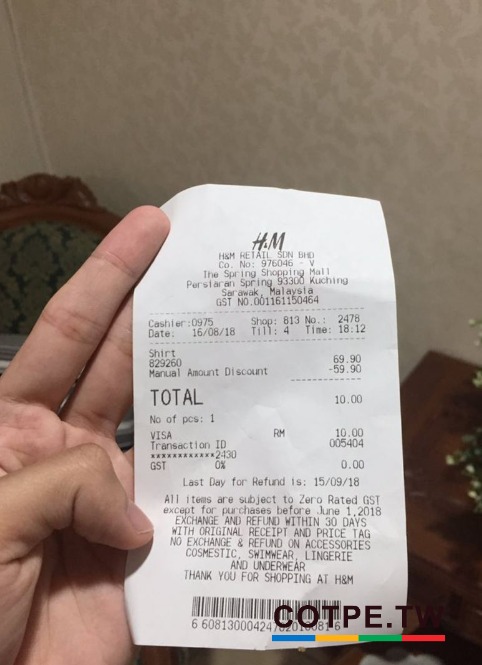 H&M
H&M RETAIL SDN BHD
Co. No: 976046 - V
The Spring Shopping Mall
Persiaran Spring 93300 Kuching
Sarawak, Malaysia
GST NO.001161150464
Cashier:0975 Shop: 813 No.: 2478
Date: 16/08/18 Till: 4 Time: 18:12
Shirt
829260 69.90
Manual Amount Discount -59.90
TOTAL 10.00
No of pcs: 1
VISA RM 10.00
Transaction ID 005404
************2430
GST 0% 0.00
Last Day for Refund is: 15/09/18
All items are subject to Zero Rated GST
except for purchases before June 1,2018
EXCHANGE AND REFUND WITHIN 30 DAYS
WITH ORIGINAL RECEIPT AND PRICE TAG
NO EXCHANGE & REFUND ON ACCESSORIES
COSMESTIC, SWIMWEAR, LINGERIE
AND UNDERWEAR
THANK YOU FOR SHOPPING AT H&M
COTPE.TW